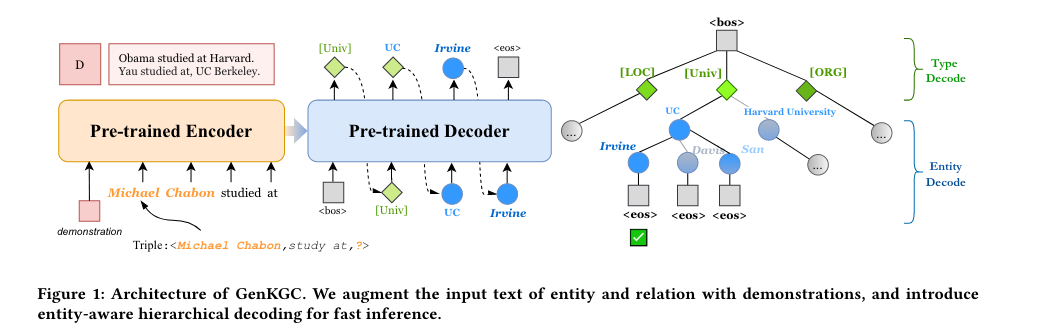 D
Obama studied at Harvard.
Yau studied at, UC Berkeley.
Pre-trained Encoder
Michael Chabon studied at
demonstration
Triple:<Michael Chabon,study at,?>
[Univ]
UC
Irvine
<eos>
Pre-trained Decoder
<bos>
[Univ]
UC
Irvine
<bos>
[LOC]
[Univ]
[ORG]
Type
Decode
UC
Harvard University
...
...
Irvine
Davis
San
...
Entity
Decode
<eos>
<eos>
<eos>
Figure 1: Architecture of GenKGC. We augment the input text of entity and relation with demonstrations, and introduce
entity-aware hierarchical decoding for fast inference.